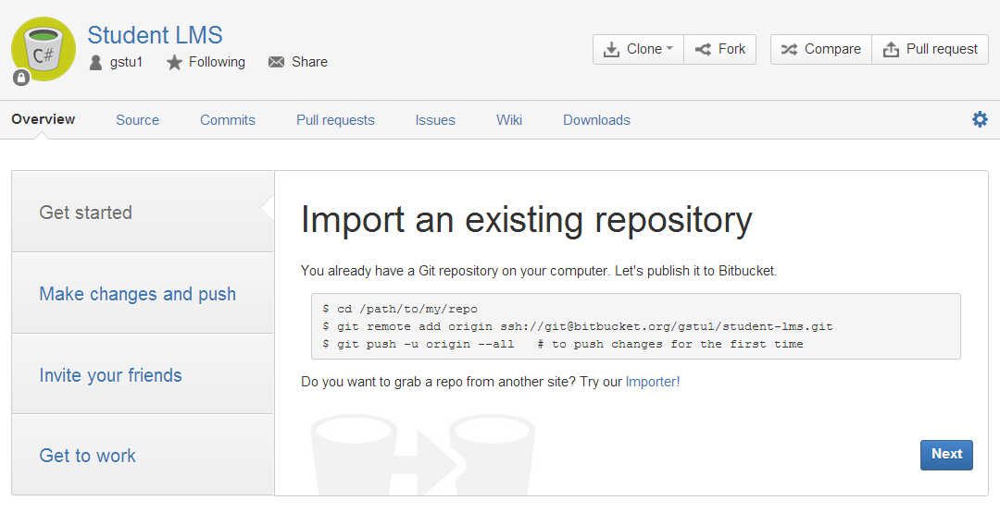 Student LMS
C#
gstu1 Following Share
Clone Fork Compare Pull request
Overview Source Commits Pull requests Issues Wiki Downloads
Get started
Make changes and push
Invite your friends
Get to work
Import an existing repository
You already have a Git repository on your computer. Let's publish it to Bitbucket.
$ cd /path/to/my/repo
$ git remote add origin ssh://git@bitbucket.org/gstu1/student-lms.git
$ git push -u origin --all   # to push changes for the first time
Do you want to grab a repo from another site? Try our Importer!
Next